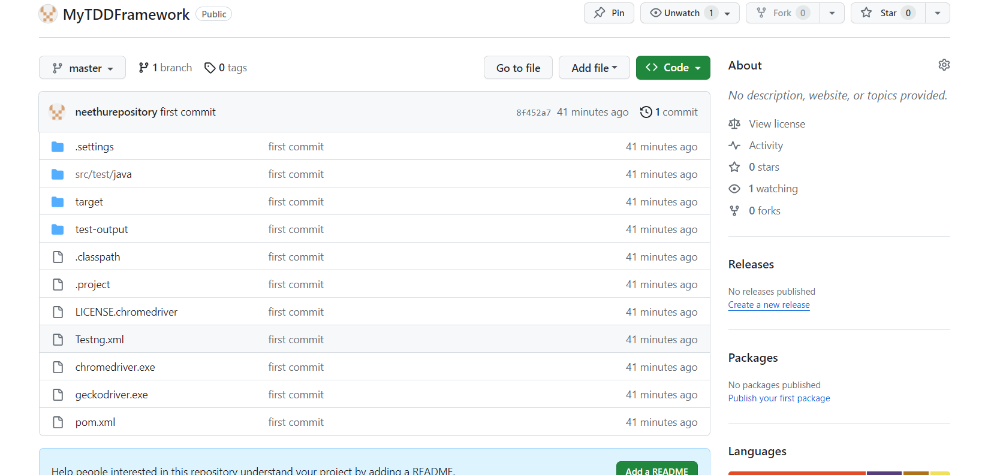 MyTDDFramework Public Pin Unwatch 1 Fork 0 Star 0
master 1 branch 0 tags Go to file Add file <> Code
neethurepository first commit 8f452a7 41 minutes ago 1 commit
.settings first commit 41 minutes ago
src/test/java first commit 41 minutes ago
target first commit 41 minutes ago
test-output first commit 41 minutes ago
.classpath first commit 41 minutes ago
.project first commit 41 minutes ago
LICENSE.chromedriver first commit 41 minutes ago
Testng.xml first commit 41 minutes ago
chromedriver.exe first commit 41 minutes ago
geckodriver.exe first commit 41 minutes ago
pom.xml first commit 41 minutes ago
Help people interested in this repository understand your project by adding a README. Add a README
About
No description, website, or topics provided.
View license
Activity
0 stars
1 watching
0 forks
Releases
No releases published
Create a new release
Packages
No packages published
Publish your first package
Languages